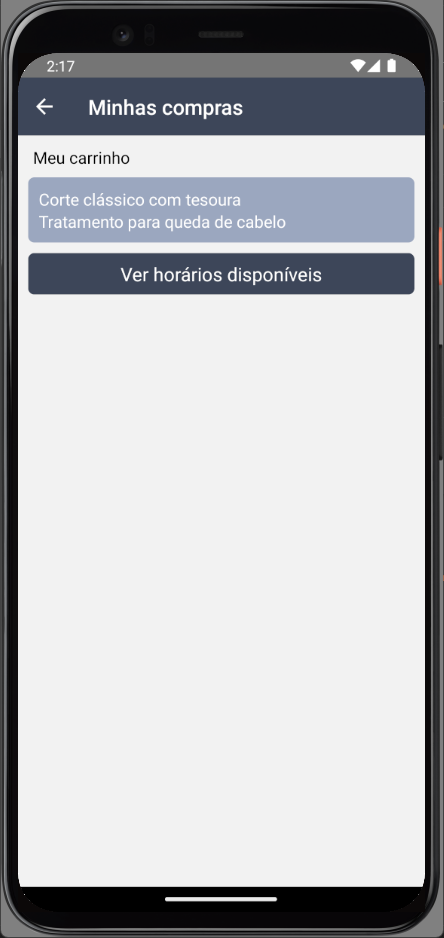 2:17
Minhas compras
Meu carrinho
Corte clássico com tesoura
Tratamento para queda de cabelo
Ver horários disponíveis